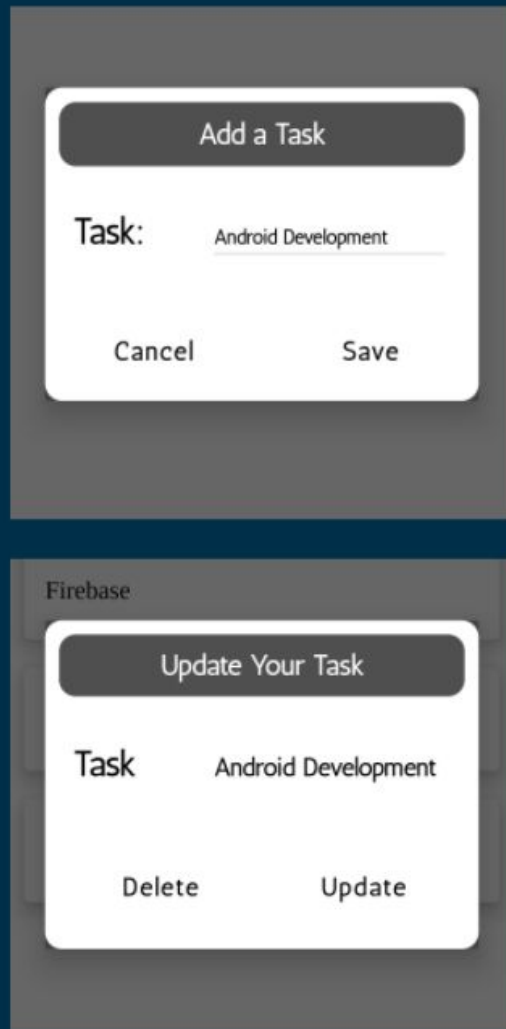 Add a Task
Task: Android Development
Cancel Save
Firebase
Update Your Task
Task Android Development
Delete Update